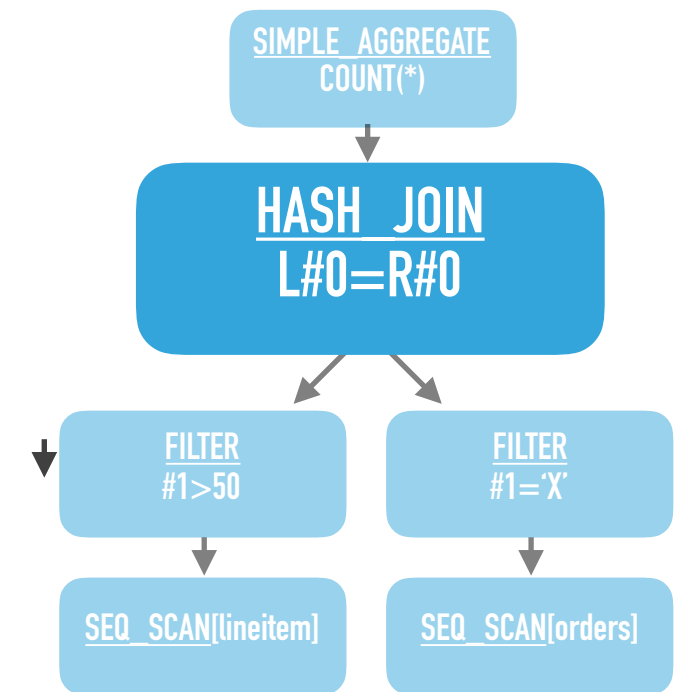 SIMPLE_AGGREGATE
COUNT(*)
HASH_JOIN
L#0=R#0
FILTER
#1>50
FILTER
#1=‘X’
SEQ_SCAN[lineitem]
SEQ_SCAN[orders]